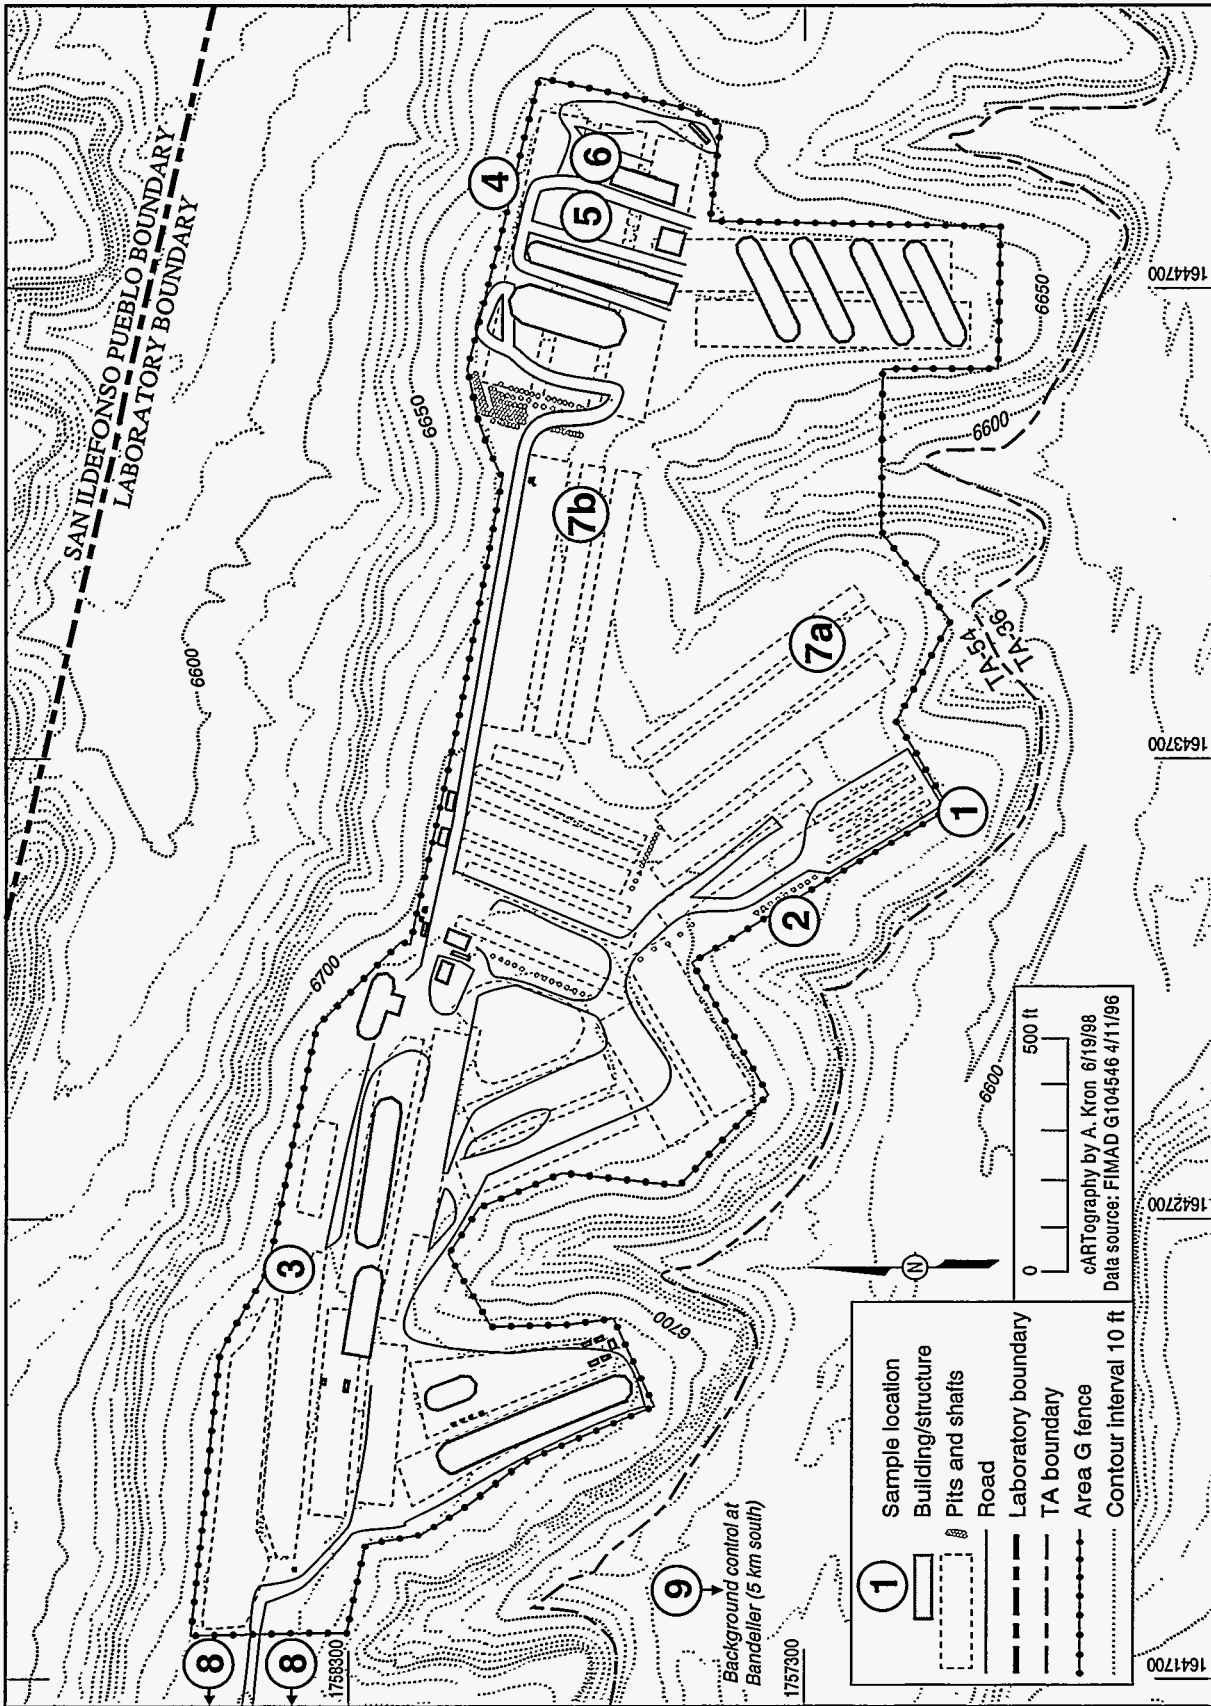 SAN ILDEFONSO PUEBLO BOUNDARY
LABORATORY BOUNDARY
6600
6650
6700
3
4
5
6
7b
7a
1
2
8
8
9
Background control at
Bandelier (5 km south)
6700
6600
6600
6650
TA-54
TA-36
1758300
1757300
1641700
1642700
1643700
1644700
N
0 500 ft
cARTography by A. Kron 6/19/98
Data source: FIMAD G104546 4/11/96
1 Sample location
Building/structure
Pits and shafts
Road
Laboratory boundary
TA boundary
Area G fence
Contour interval 10 ft